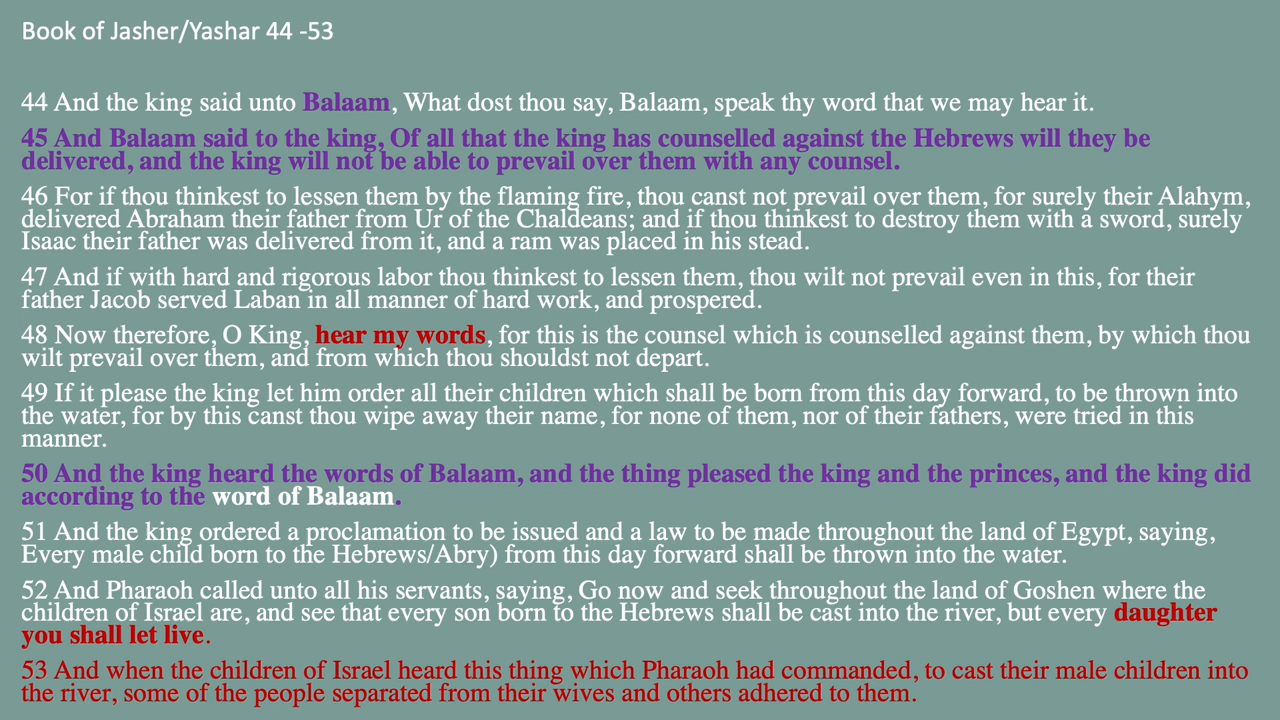 Book of Jasher/Yashar 44 -53
44 And the king said unto Balaam, What dost thou say, Balaam, speak thy word that we may hear it.
45 And Balaam said to the king, Of all that the king has counselled against the Hebrews will they be
delivered, and the king will not be able to prevail over them with any counsel.
46 For if thou thinkest to lessen them by the flaming fire, thou canst not prevail over them, for surely their Alahym,
delivered Abraham their father from Ur of the Chaldeans; and if thou thinkest to destroy them with a sword, surely
Isaac their father was delivered from it, and a ram was placed in his stead.
47 And if with hard and rigorous labor thou thinkest to lessen them, thou wilt not prevail even in this, for their
father Jacob served Laban in all manner of hard work, and prospered.
48 Now therefore, O King, hear my words, for this is the counsel which is counselled against them, by which thou
wilt prevail over them, and from which thou shouldst not depart.
49 If it please the king let him order all their children which shall be born from this day forward, to be thrown into
the water, for by this canst thou wipe away their name, for none of them, nor of their fathers, were tried in this
manner.
50 And the king heard the words of Balaam, and the thing pleased the king and the princes, and the king did
according to the word of Balaam.
51 And the king ordered a proclamation to be issued and a law to be made throughout the land of Egypt, saying,
Every male child born to the Hebrews/Abry) from this day forward shall be thrown into the water.
52 And Pharaoh called unto all his servants, saying, Go now and seek throughout the land of Goshen where the
children of Israel are, and see that every son born to the Hebrews shall be cast into the river, but every daughter
you shall let live.
53 And when the children of Israel heard this thing which Pharaoh had commanded, to cast their male children into
the river, some of the people separated from their wives and others adhered to them.